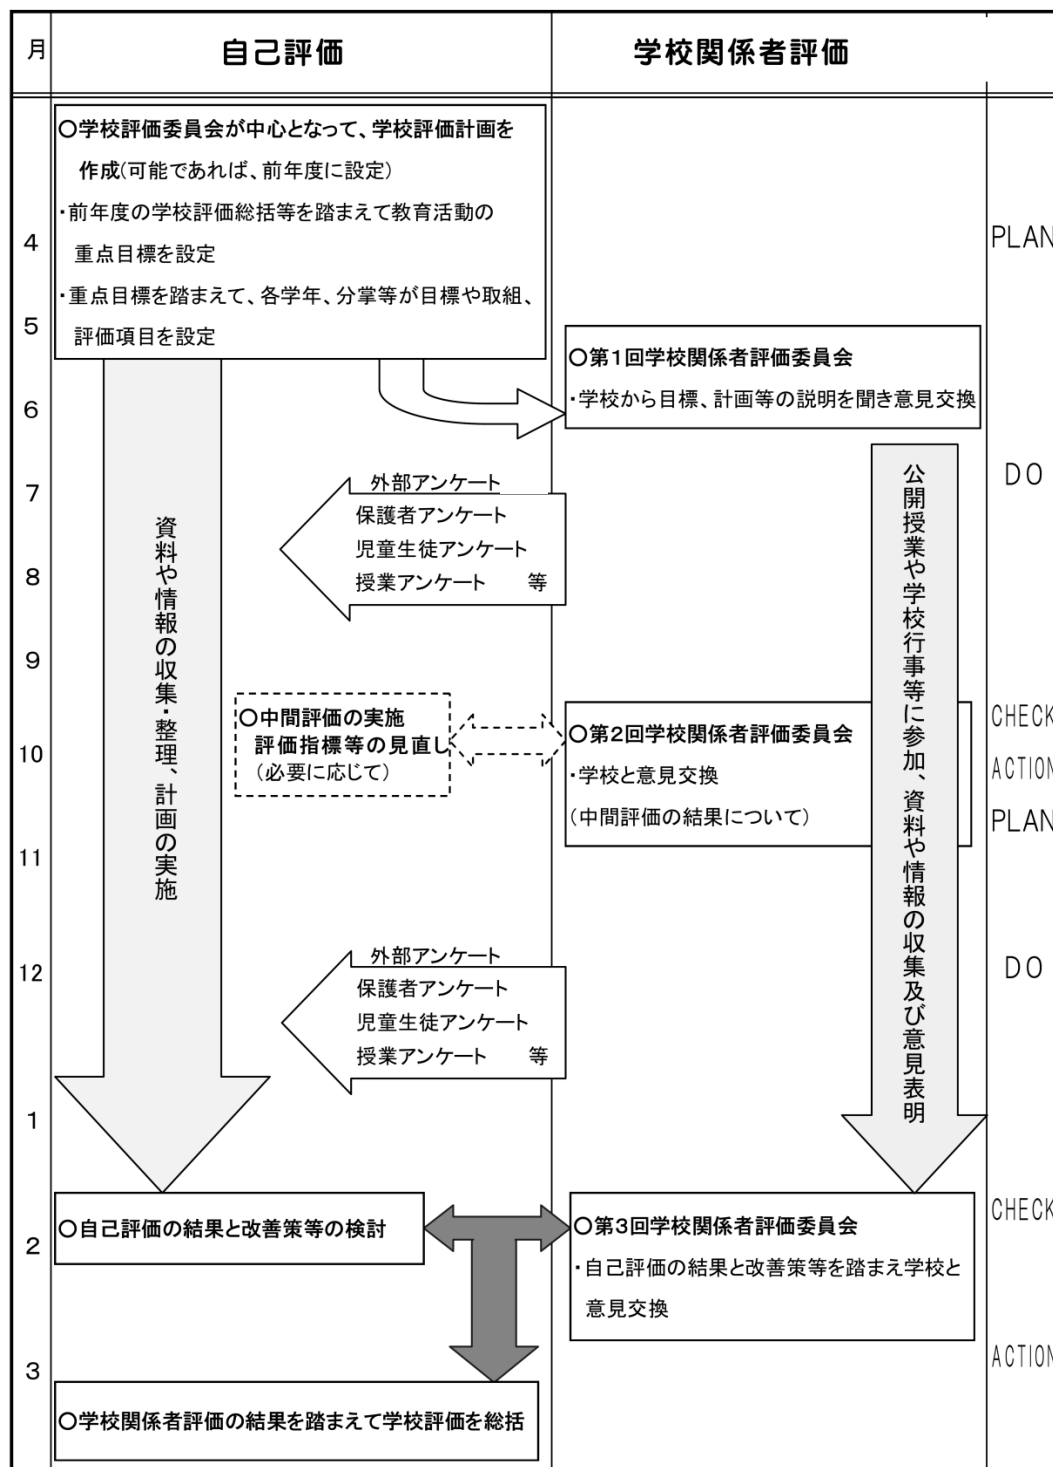 月
自己評価
学校関係者評価
4
5
6
7
8
9
10
11
12
1
2
3
○学校評価委員会が中心となって、学校評価計画を
作成(可能であれば、前年度に設定)
・前年度の学校評価総括等を踏まえて教育活動の
重点目標を設定
・重点目標を踏まえて、各学年、分掌等が目標や取組、
評価項目を設定
○第1回学校関係者評価委員会
・学校から目標、計画等の説明を聞き意見交換
外部アンケート
保護者アンケート
児童生徒アンケート
授業アンケート 等
資料や情報の収集・整理、計画の実施
公開授業や学校行事等に参加、資料や情報の収集及び意見表明
○中間評価の実施
評価指標等の見直し
(必要に応じて)
○第2回学校関係者評価委員会
・学校と意見交換
(中間評価の結果について)
外部アンケート
保護者アンケート
児童生徒アンケート
授業アンケート 等
○自己評価の結果と改善策等の検討
○第3回学校関係者評価委員会
・自己評価の結果と改善策等を踏まえ学校と
意見交換
○学校関係者評価の結果を踏まえて学校評価を総括
PLAN
DO
CHECK
ACTION
PLAN
DO
CHECK
ACTION